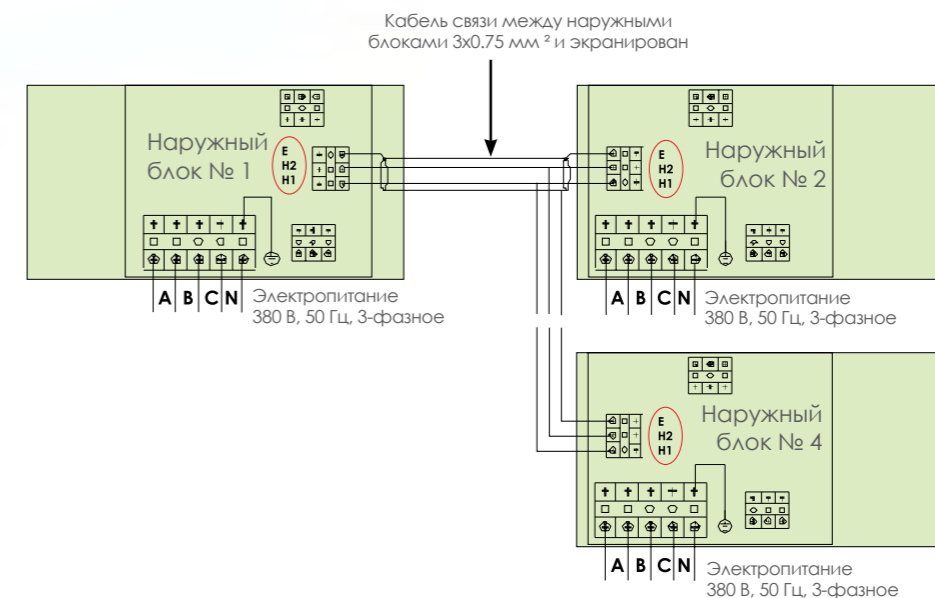 Кабель связи между наружными
блоками 3х0.75 мм ² и экранирован
Наружный
блок № 1
E
H2
H1
Наружный
блок № 2
E
H2
H1
A B C N
Электропитание
380 В, 50 Гц, 3-фазное
A B C N
Электропитание
380 В, 50 Гц, 3-фазное
Наружный
блок № 4
E
H2
H1
A B C N
Электропитание
380 В, 50 Гц, 3-фазное